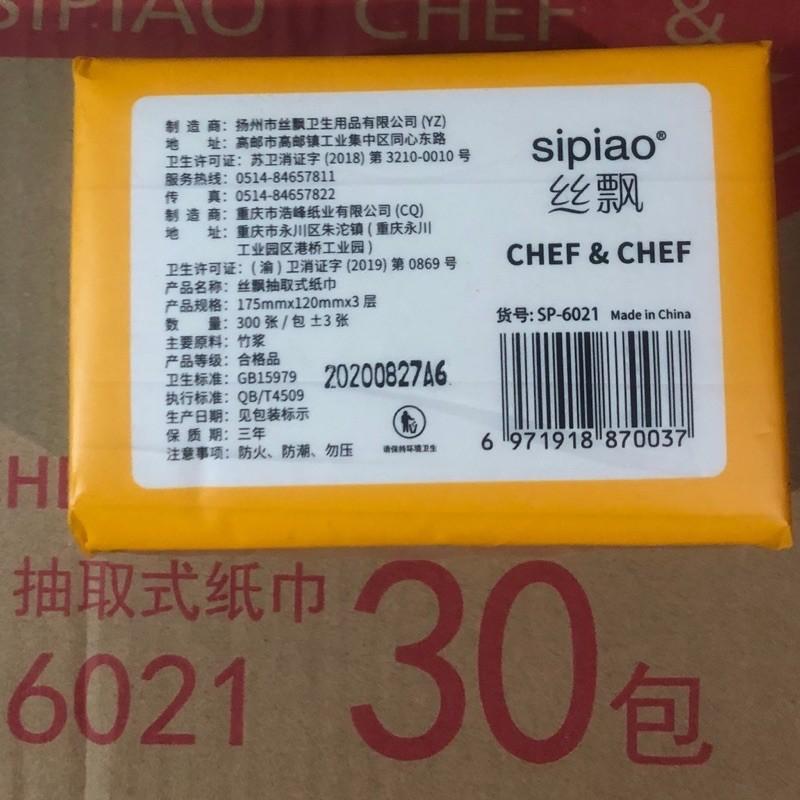 SIPIAO CHEF &
制造商：扬州市丝飘卫生用品有限公司 (YZ)
地址：高邮市高邮镇工业集中区同心东路
卫生许可证：苏卫消证字 (2018) 第 3210-0010 号
服务热线：0514-84657811
传真：0514-84657822
制造商：重庆市浩峰纸业有限公司 (CQ)
地址：重庆市永川区朱沱镇 ( 重庆永川
工业园区港桥工业园 )
卫生许可证：( 渝 ) 卫消证字 (2019) 第 0869 号
产品名称：丝飘抽取式纸巾
产品规格：175mmx120mmx3 层
数量：300 张 / 包 ±3 张
主要原料：竹浆
产品等级：合格品
卫生标准：GB15979
执行标准：QB/T4509
生产日期：见包装标示
保质期：三年
注意事项：防火、防潮、勿压
20200827A6
请保持环境卫生
sipiao®
丝飘
CHEF & CHEF
货号: SP-6021 Made in China
6 971918 870037
CHE
抽取式纸巾
6021
30包